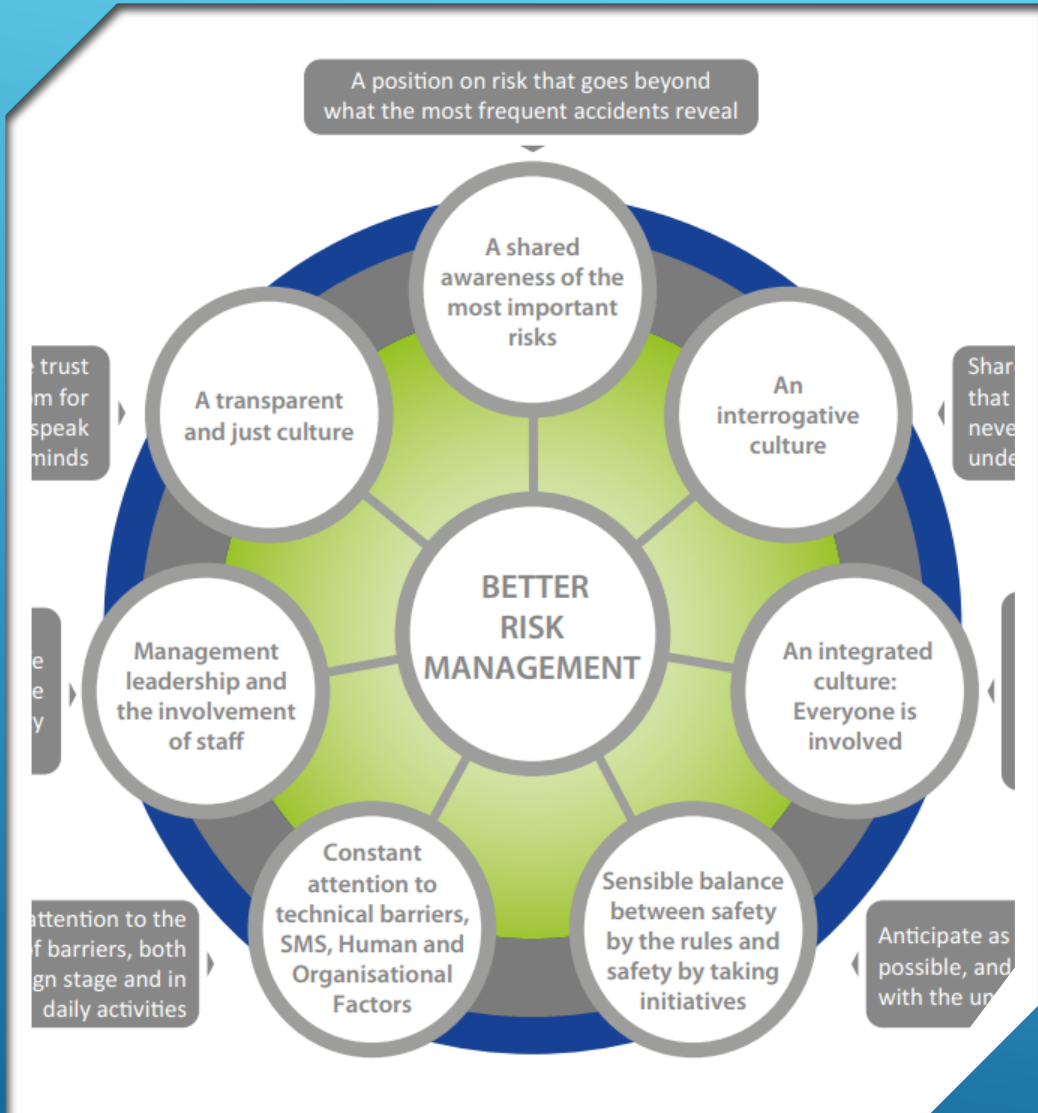 A position on risk that goes beyond
what the most frequent accidents reveal
A shared
awareness of the
most important
risks
trust
for
speak
minds
A transparent
and just culture
An
interrogative
culture
that
BETTER
RISK
MANAGEMENT
Management
leadership and
the involvement
of staff
An integrated
culture:
Everyone is
involved
Constant
attention to
technical barriers,
SMS, Human and
Organisational
Factors
Sensible balance
between safety
by the rules and
safety by taking
initiatives
attention to the
of barriers, both
stage and in
daily activities
Anticipate as
possible, and
with the